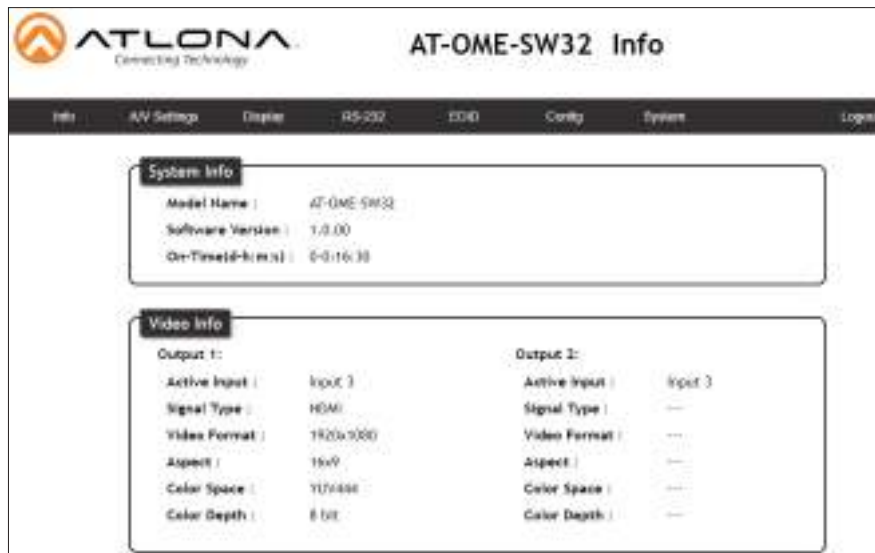 ATLONA
Connecting Technology
AT-OME-SW32 Info
Info A/V Settings Display RS-232 EDID Config System Logout
System Info
Model Name : AT-OME-SW32
Software Version : 1.0.00
On-Time(d-h:m:s) : 0-0:16:30
Video Info
Output 1: Output 2:
Active Input : Input 3 Active Input : Input 3
Signal Type : HDMI Signal Type : ---
Video Format : 1920x1080 Video Format : ---
Aspect : 16x9 Aspect : ---
Color Space : YUV444 Color Space : ---
Color Depth : 8 bit Color Depth : ---